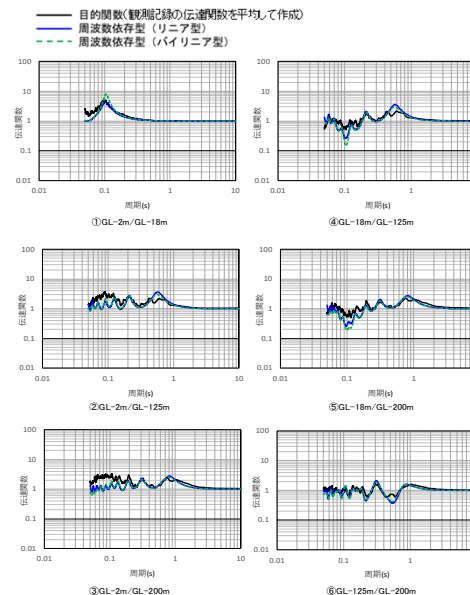 目的関数(観測記録の伝達関数を平均して作成)
周波数依存型（リニア型）
周波数依存型（バイリニア型）
100
10
1
0.1
0.01
伝達関数
0.01
0.1
1
10
周期(s)
①GL-2m/GL-18m
100
10
1
0.1
0.01
伝達関数
0.01
0.1
1
周期(s)
④GL-18m/GL-125m
100
10
1
0.1
0.01
伝達関数
0.01
0.1
1
10
周期(s)
②GL-2m/GL-125m
100
10
1
0.1
0.01
伝達関数
0.01
0.1
1
周期(s)
⑤GL-18m/GL-200m
100
10
1
0.1
0.01
伝達関数
0.01
0.1
1
10
周期(s)
③GL-2m/GL-200m
100
10
1
0.1
0.01
伝達関数
0.01
0.1
1
周期(s)
⑥GL-125m/GL-200m